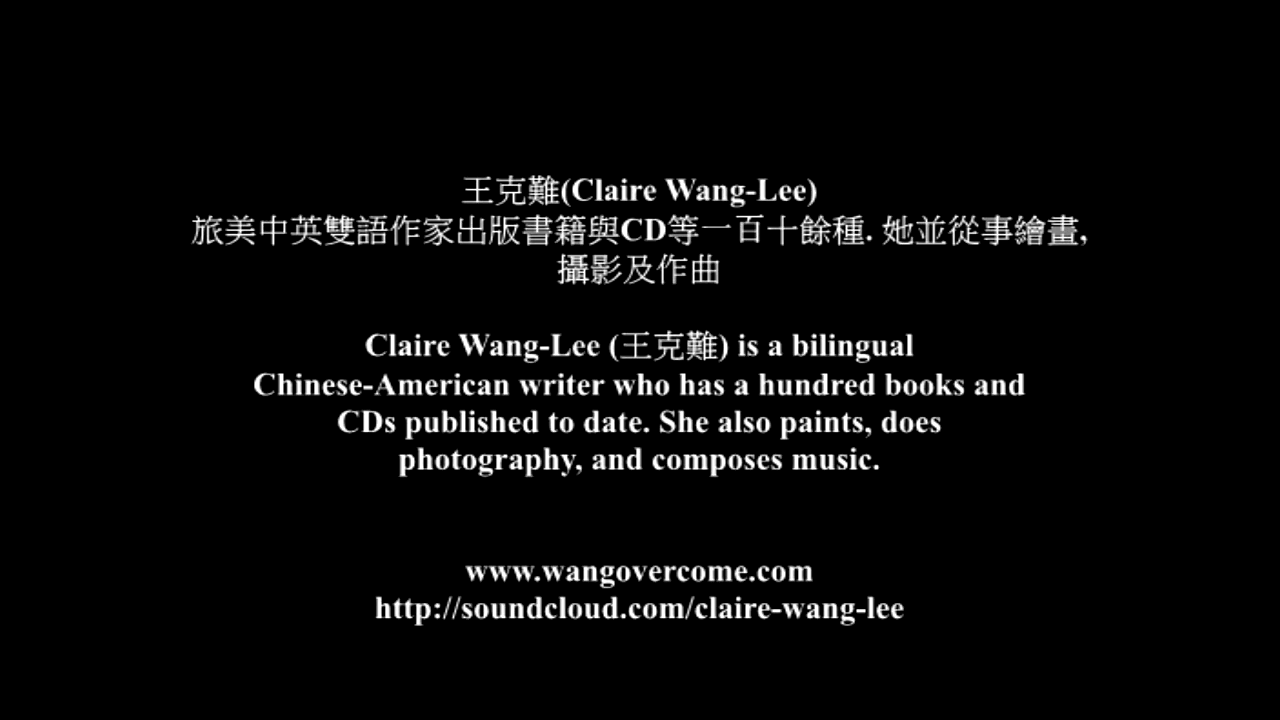 王克難(Claire Wang-Lee)
旅美中英雙語作家出版書籍與CD等一百十餘種. 她並從事繪畫,
攝影及作曲
Claire Wang-Lee (王克難) is a bilingual
Chinese-American writer who has a hundred books and
CDs published to date. She also paints, does
photography, and composes music.
www.wangovercome.com
http://soundcloud.com/claire-wang-lee